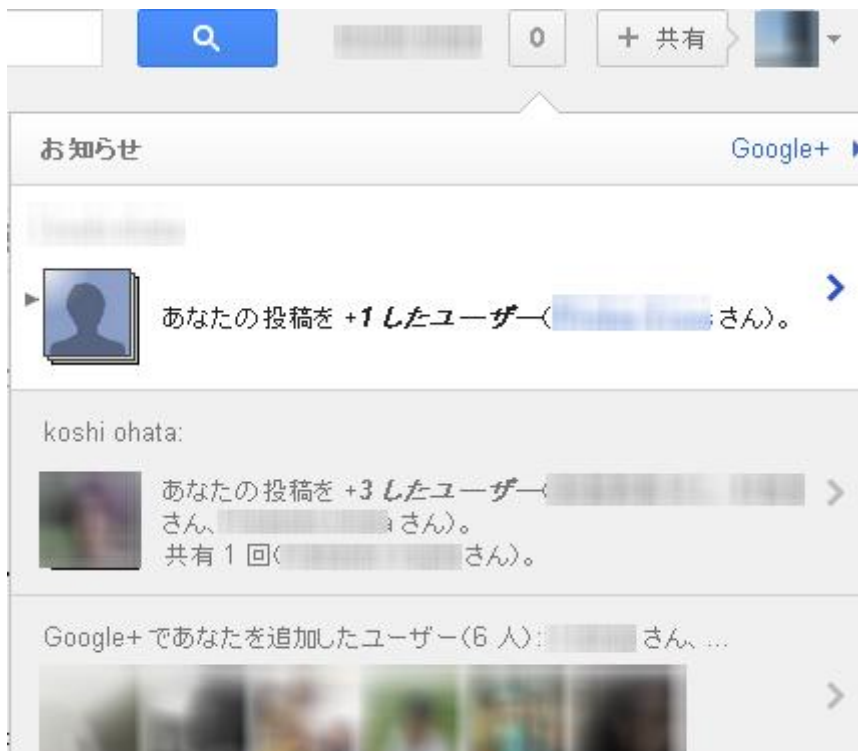 0
+ 共有
お知らせ
Google+
あなたの投稿を +1 したユーザー( さん)。
koshi ohata:
あなたの投稿を +3 したユーザー(
さん、 a さん)。
共有 1 回( さん)。
Google+ であなたを追加したユーザー(6 人): さん、...